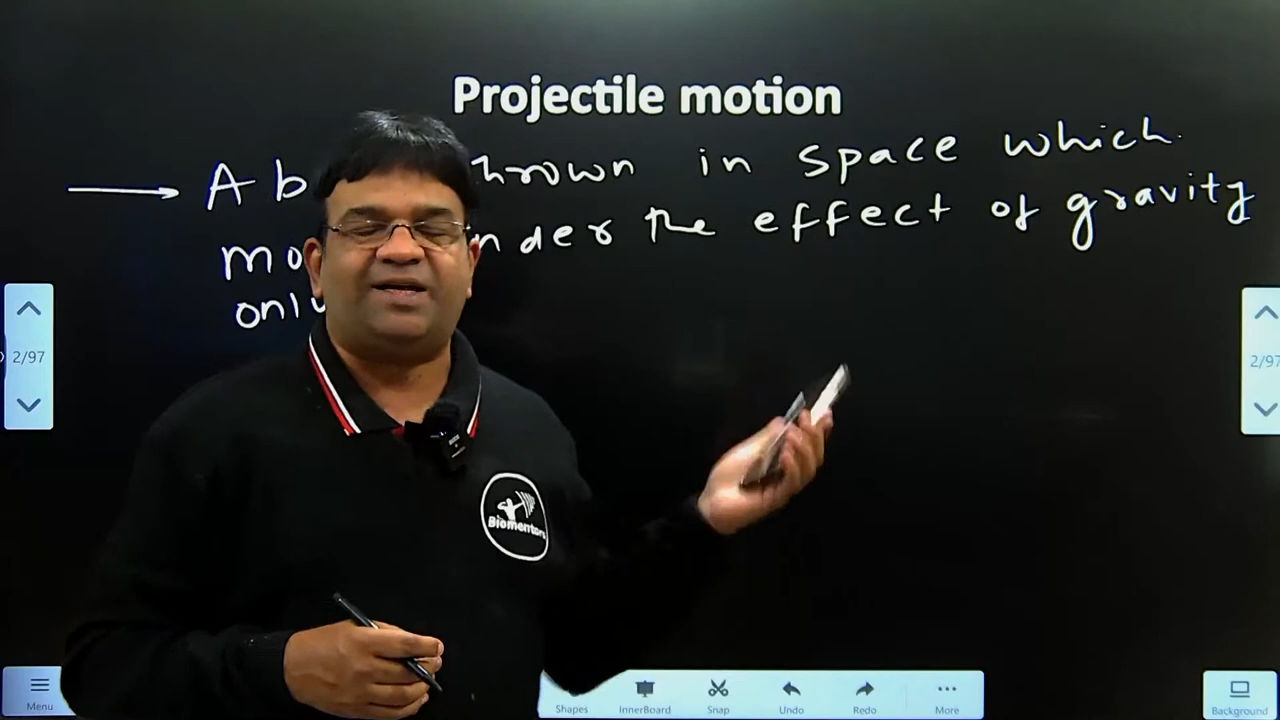 Projectile motion
A b hrown in space which
mo nder the effect of gravity
only
2/97
2/97
Biomentors
Menu
Shapes
InnerBoard
Snap
Undo
Redo
More
Background